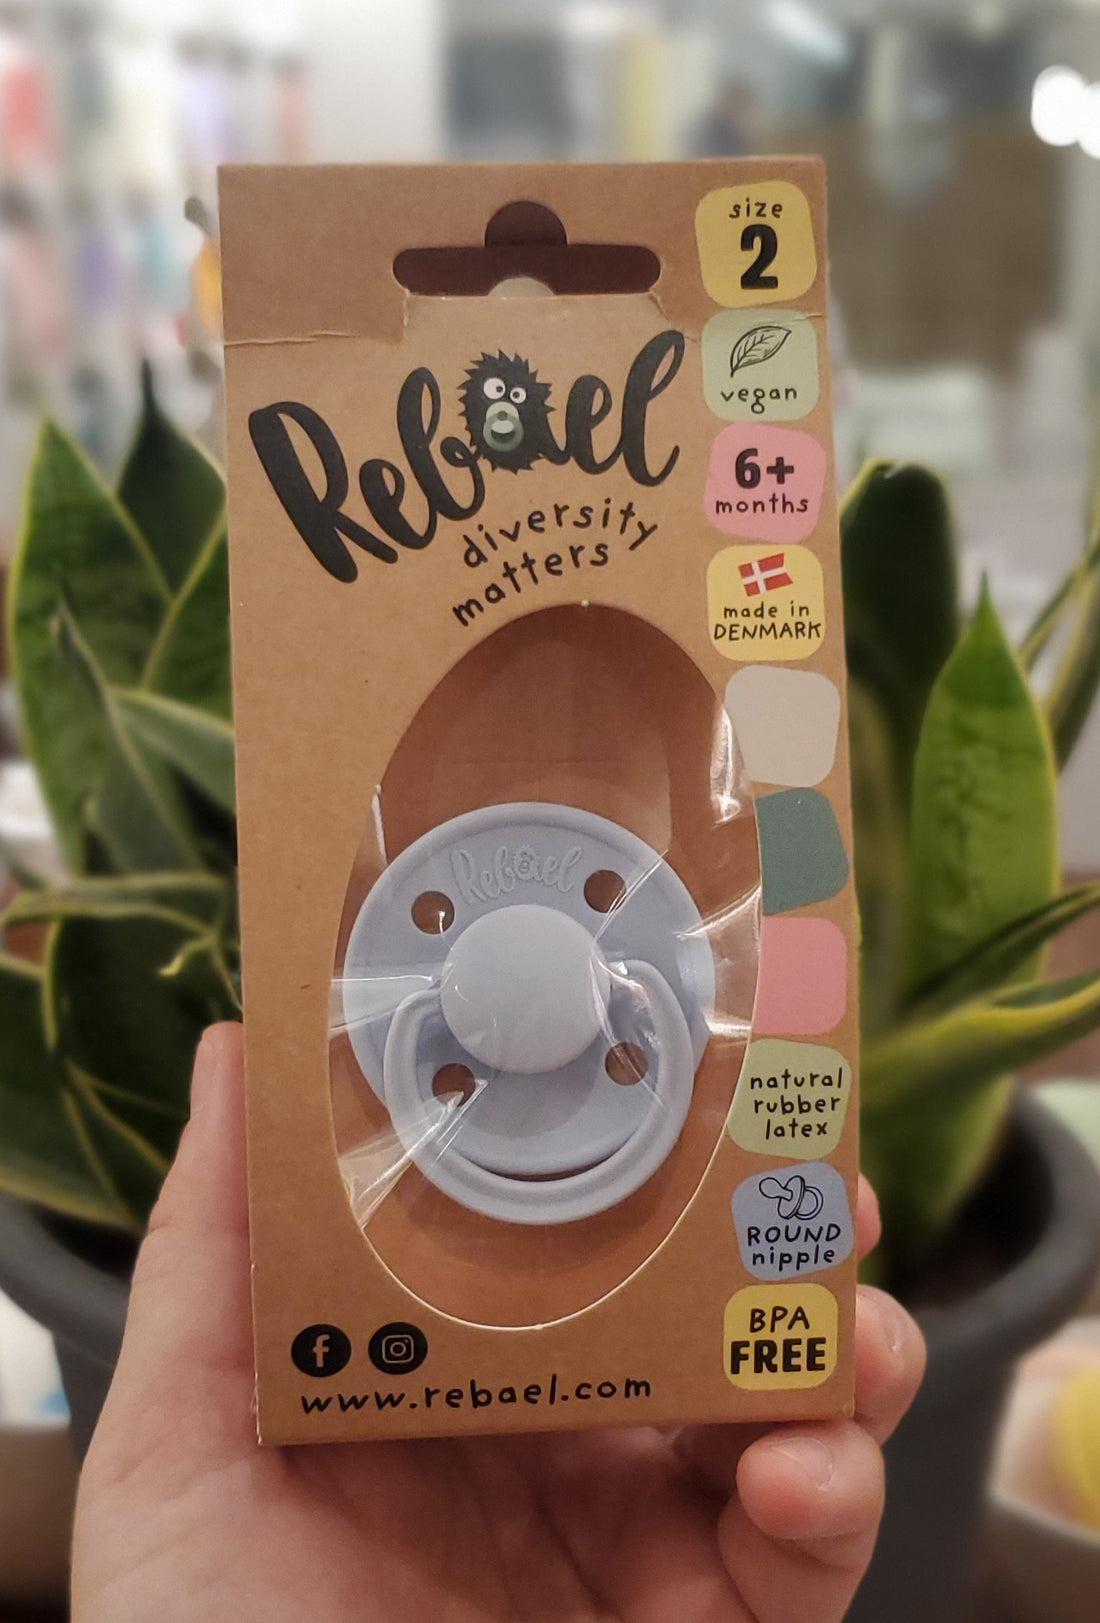 Rebael
diversity
matters
size
2
vegan
6+
months
made in
DENMARK
Rebael
natural
rubber
latex
ROUND
nipple
BPA
FREE
www.rebael.com